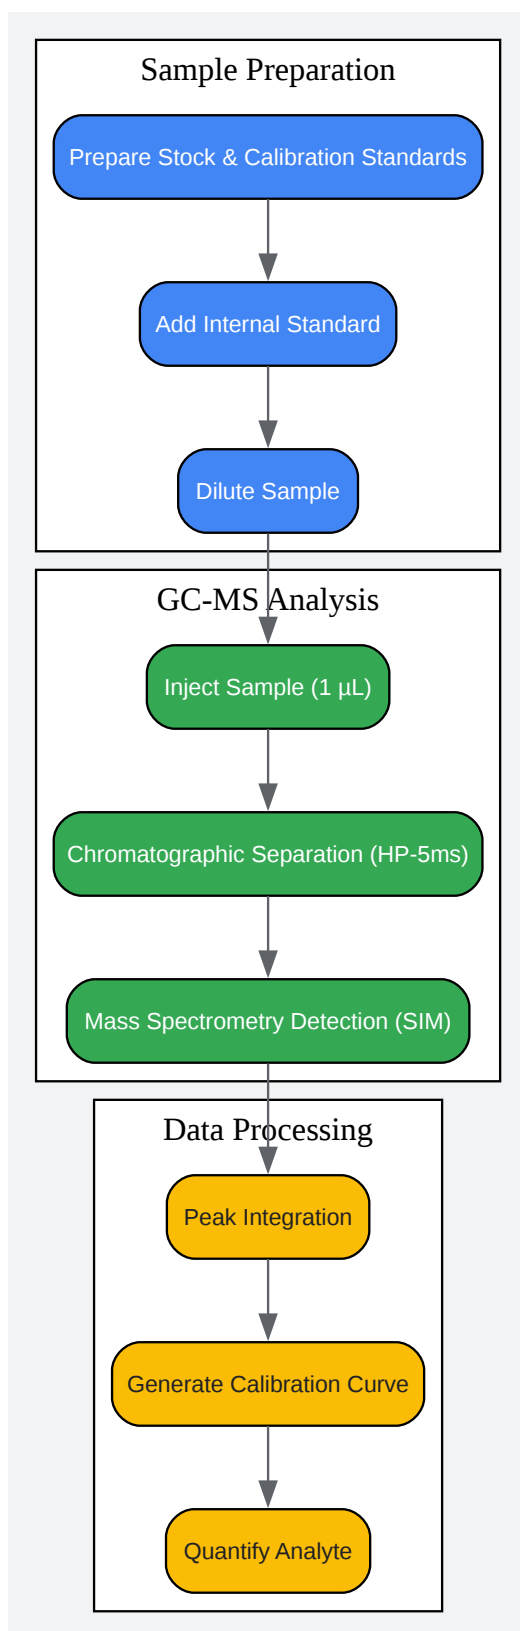 Sample Preparation
Prepare Stock & Calibration Standards
Add Internal Standard
Dilute Sample
GC-MS Analysis
Inject Sample (1 µL)
Chromatographic Separation (HP-5ms)
Mass Spectrometry Detection (SIM)
Data Processing
Peak Integration
Generate Calibration Curve
Quantify Analyte